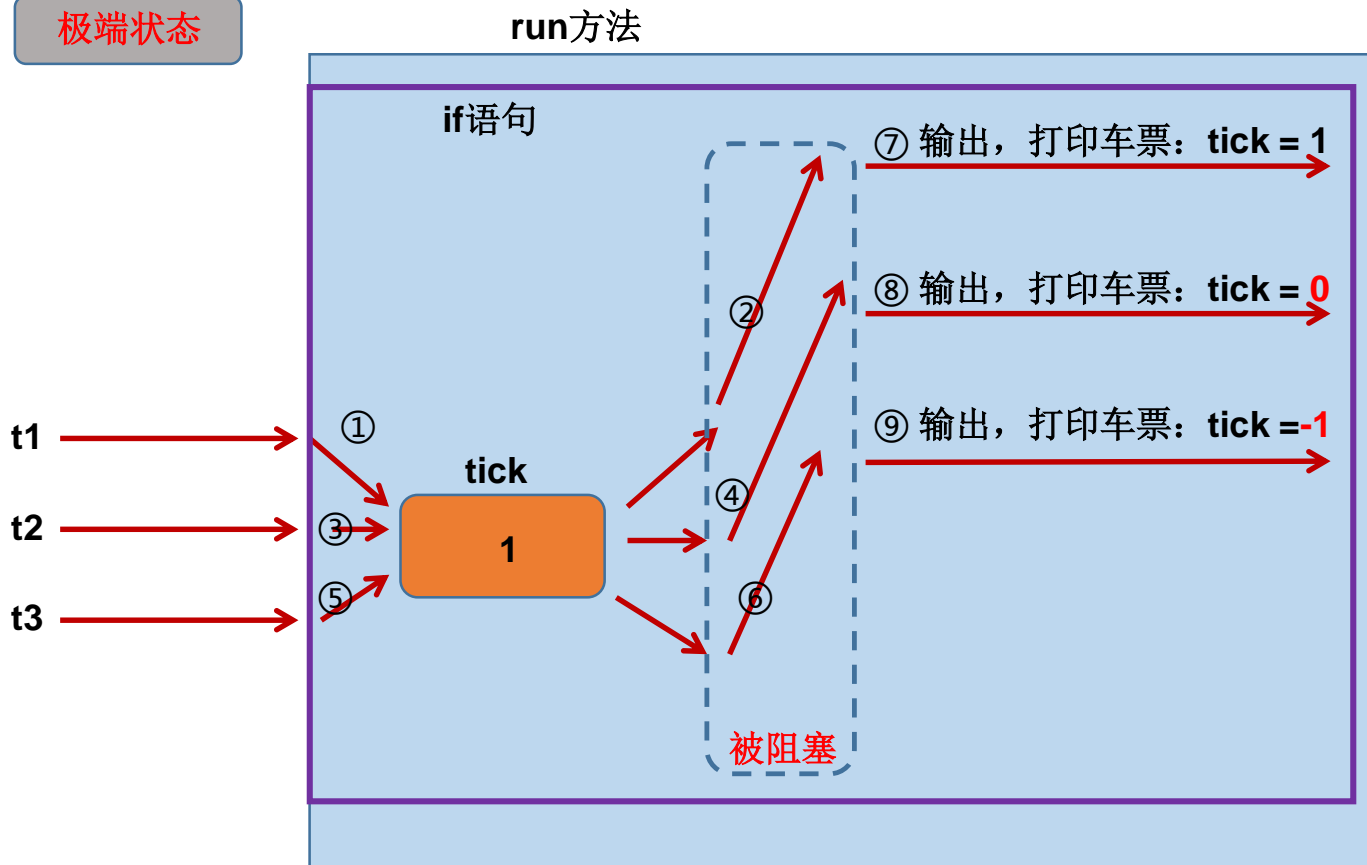 极端状态
run方法
if语句
⑦ 输出，打印车票：tick = 1
②
⑧ 输出，打印车票：tick = 0
t1
①
⑨ 输出，打印车票：tick =-1
tick
④
t2
③
1
t3
⑤
⑥
被阻塞